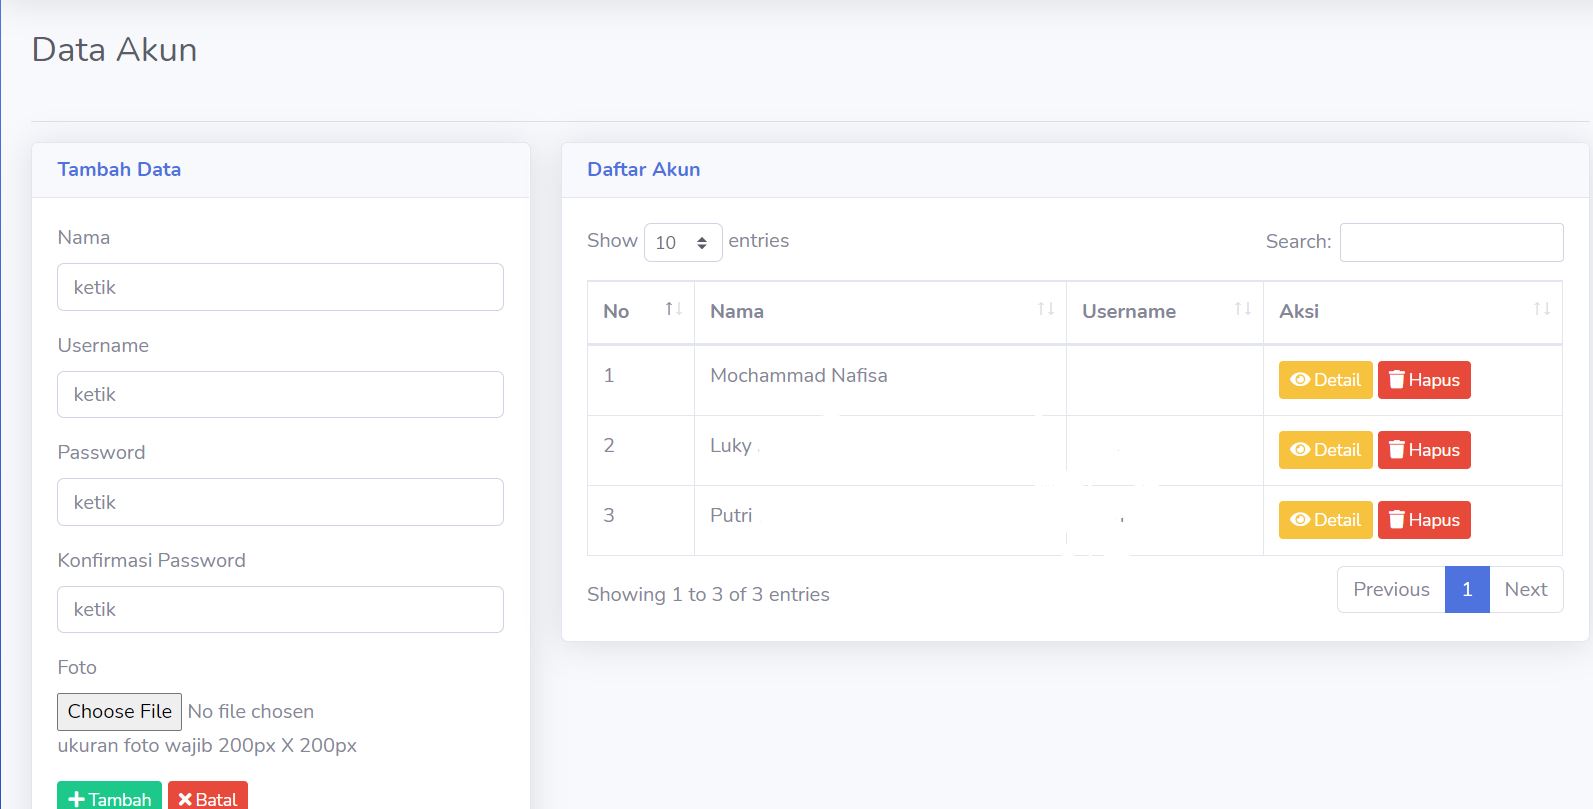 Data Akun
Tambah Data
Nama
ketik
Username
ketik
Password
ketik
Konfirmasi Password
ketik
Foto
Choose File No file chosen
ukuran foto wajib 200px X 200px
Tambah Batal
Daftar Akun
Show 10 entries Search:
No Nama Username Aksi
1 Mochammad Nafisa Detail Hapus
2 Luky Detail Hapus
3 Putri Detail Hapus
Showing 1 to 3 of 3 entries Previous 1 Next